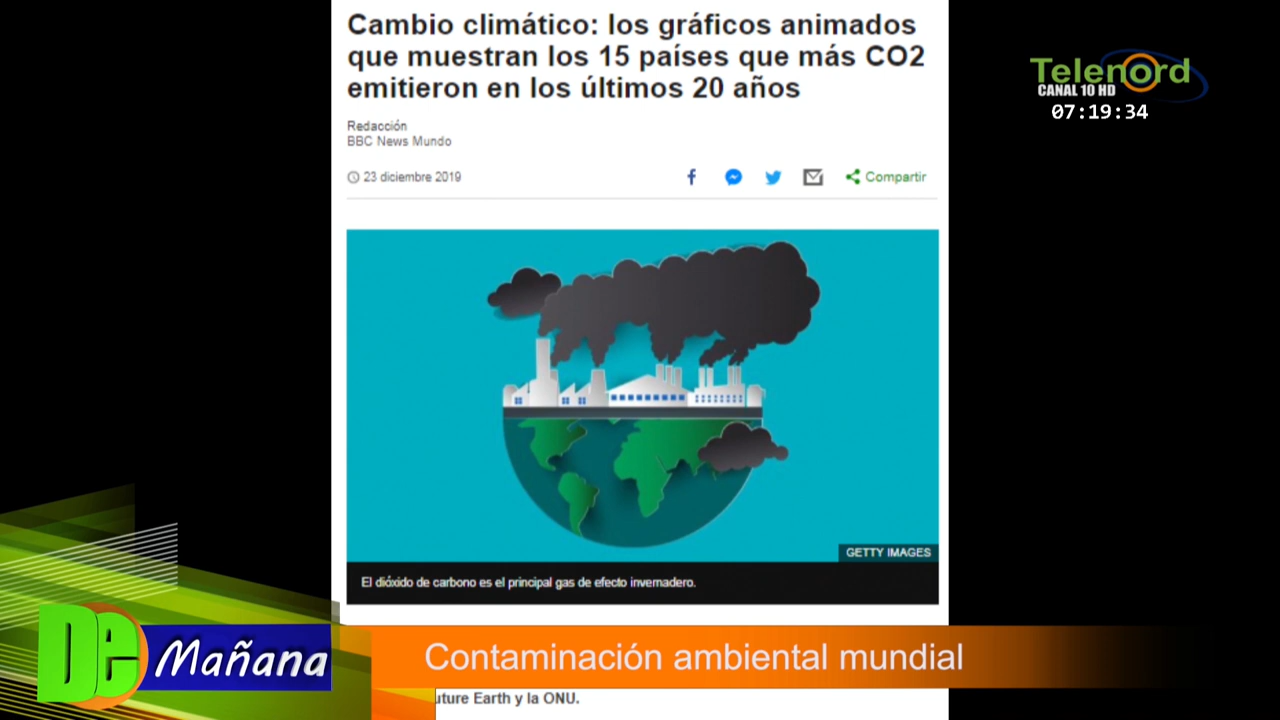 Cambio climático: los gráficos animados
que muestran los 15 países que más CO2
emitieron en los últimos 20 años
Telenord
CANAL 10 HD
07:19:34
Redacción
BBC News Mundo
23 diciembre 2019
Compartir
GETTY IMAGES
El dióxido de carbono es el principal gas de efecto invernadero.
De Mañana
Contaminación ambiental mundial
Earth y la ONU.